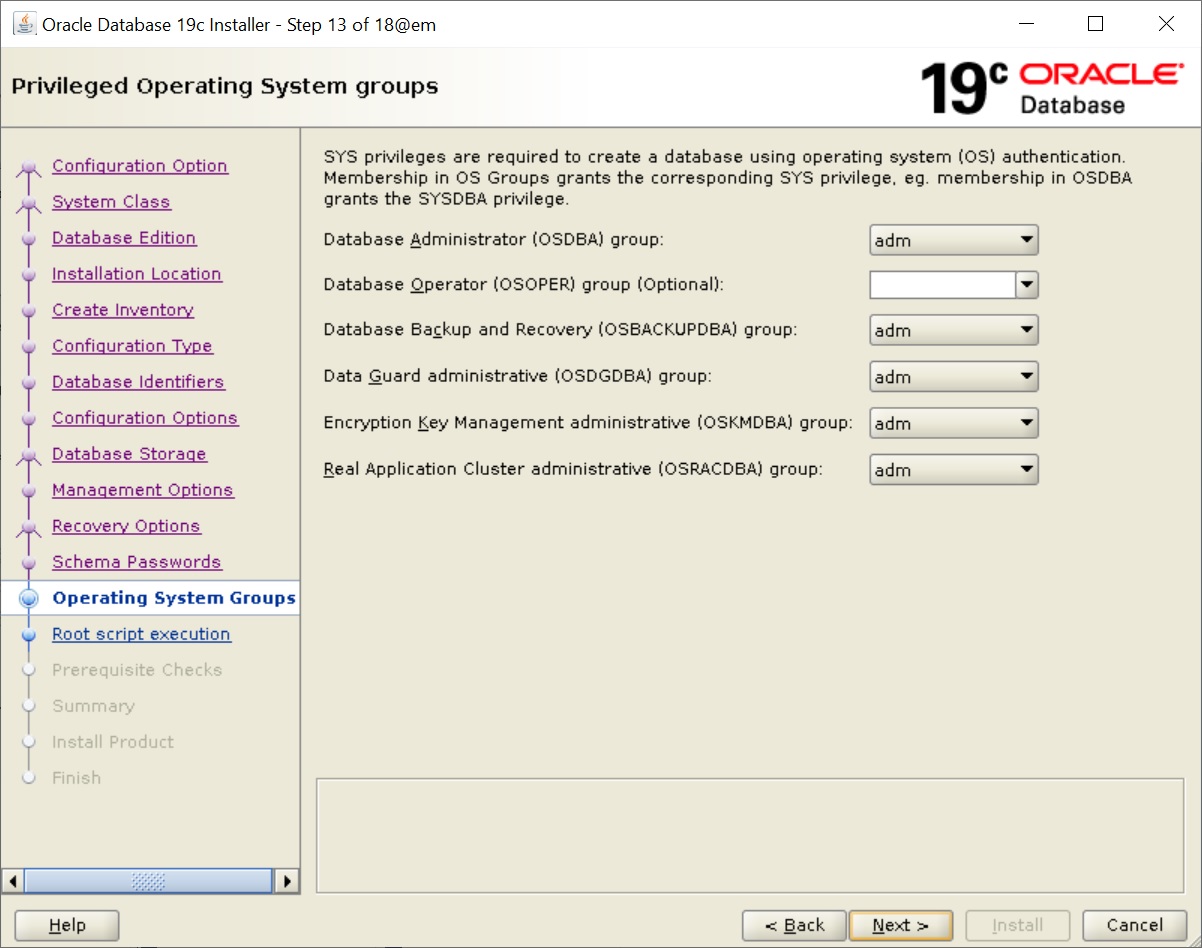 Oracle Database 19c Installer - Step 13 of 18@em
Privileged Operating System groups
19c ORACLE
Database
Configuration Option
System Class
Database Edition
Installation Location
Create Inventory
Configuration Type
Database Identifiers
Configuration Options
Database Storage
Management Options
Recovery Options
Schema Passwords
Operating System Groups
Root script execution
Prerequisite Checks
Summary
Install Product
Finish
SYS privileges are required to create a database using operating system (OS) authentication.
Membership in OS Groups grants the corresponding SYS privilege, eg. membership in OSDBA
grants the SYSDBA privilege.
Database Administrator (OSDBA) group: adm
Database Operator (OSOPER) group (Optional):
Database Backup and Recovery (OSBACKUPDBA) group: adm
Data Guard administrative (OSDGDBA) group: adm
Encryption Key Management administrative (OSKMDBA) group: adm
Real Application Cluster administrative (OSRACDBA) group: adm
Help < Back Next > Install Cancel